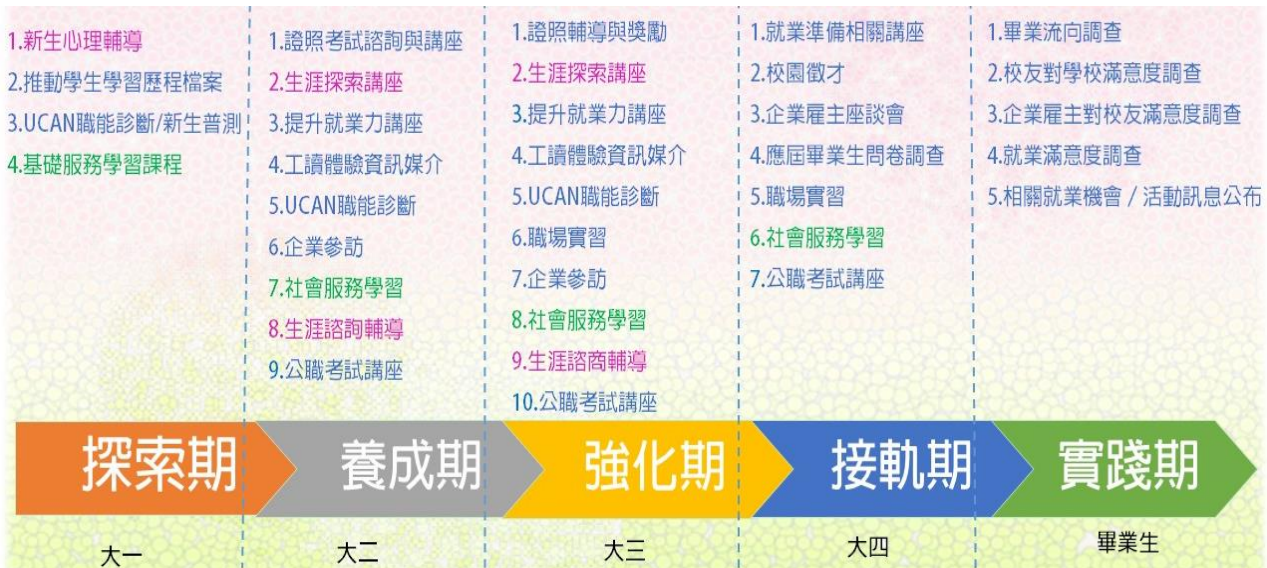 1.新生心理輔導
2.推動學生學習歷程檔案
3.UCAN職能診斷/新生普測
4.基礎服務學習課程
1.證照考試諮詢與講座
2.生涯探索講座
3.提升就業力講座
4.工讀體驗資訊媒介
5.UCAN職能診斷
6.企業參訪
7.社會服務學習
8.生涯諮詢輔導
9.公職考試講座
1.證照輔導與獎勵
2.生涯探索講座
3.提升就業力講座
4.工讀體驗資訊媒介
5.UCAN職能診斷
6.職場實習
7.企業參訪
8.社會服務學習
9.生涯諮商輔導
10.公職考試講座
1.就業準備相關講座
2.校園徵才
3.企業雇主座談會
4.應屆畢業生問卷調查
5.職場實習
6.社會服務學習
7.公職考試講座
1.畢業流向調查
2.校友對學校滿意度調查
3.企業雇主對校友滿意度調查
4.就業滿意度調查
5.相關就業機會 / 活動訊息公布
探索期
養成期
強化期
接軌期
實踐期
大一
大二
大三
大四
畢業生